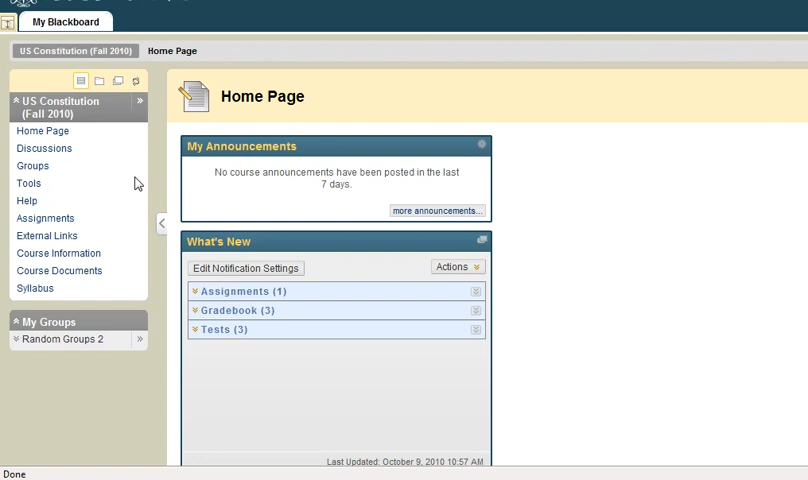 My Blackboard
US Constitution (Fall 2010)
Home Page
US Constitution
(Fall 2010)
Home Page
Discussions
Groups
Tools
Help
Assignments
External Links
Course Information
Course Documents
Syllabus
My Groups
Random Groups 2
Home Page
My Announcements
No course announcements have been posted in the last
7 days.
more announcements...
What's New
Edit Notification Settings
Actions
Assignments (1)
Gradebook (3)
Tests (3)
Last Updated: October 9, 2010 10:57 AM
Done